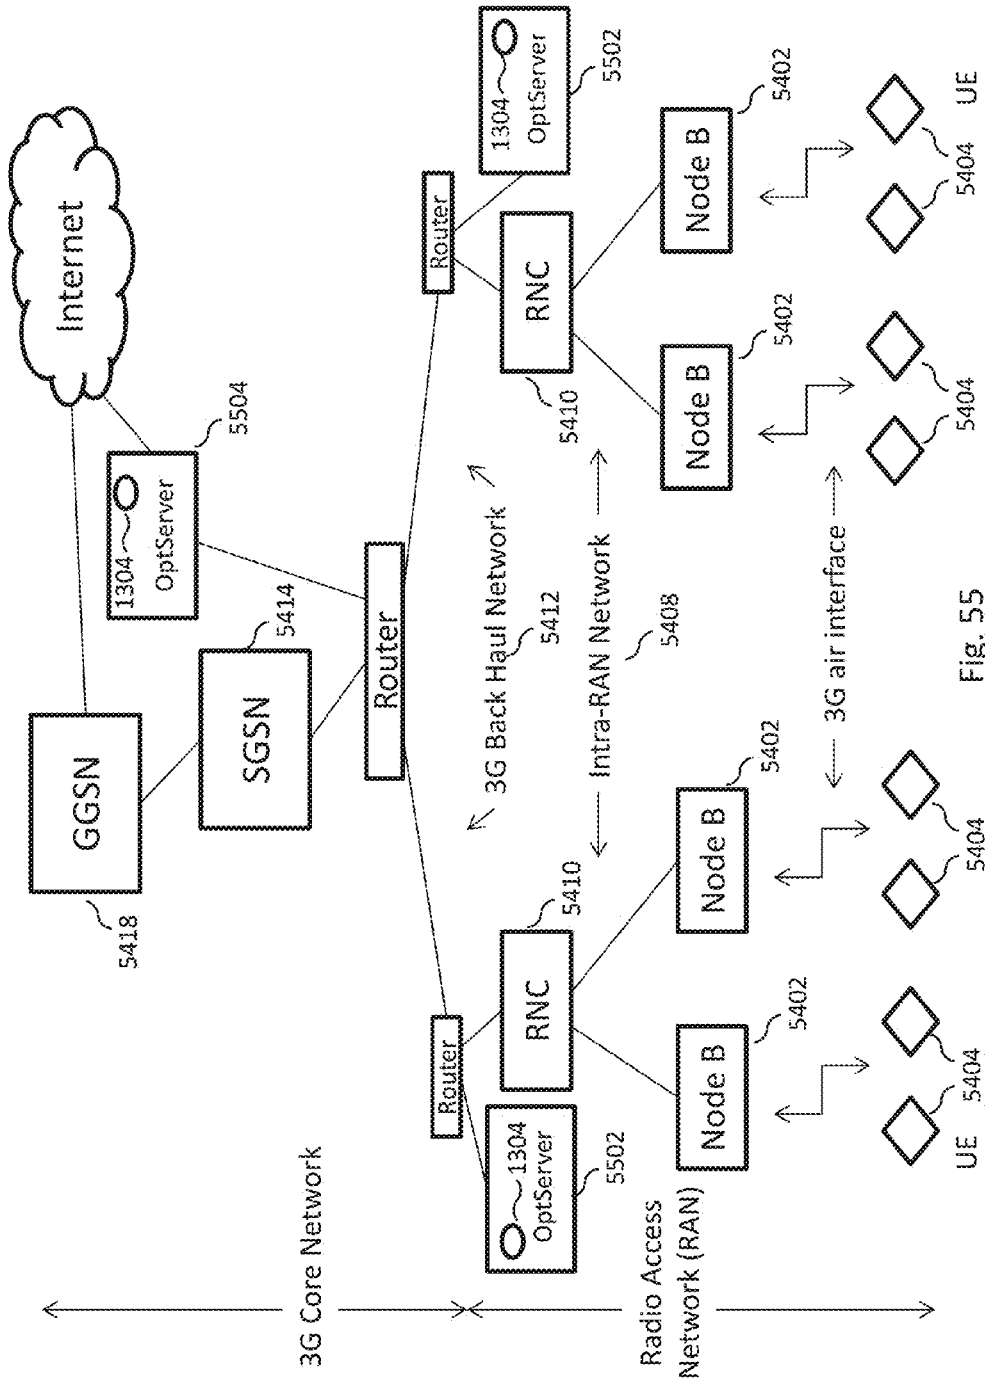 Internet
GGSN
5418
1304
OptServer
5504
SGSN
5414
Router
3G Core Network
Router
Router
1304
OptServer
5502
1304
OptServer
5502
RNC
5410
RNC
5410
3G Back Haul Network
5412
Intra-RAN Network
5408
Radio Access
Network (RAN)
Node B
5402
Node B
5402
Node B
5402
Node B
5402
3G air interface
UE
5404
5404
5404
5404
UE
Fig. 55